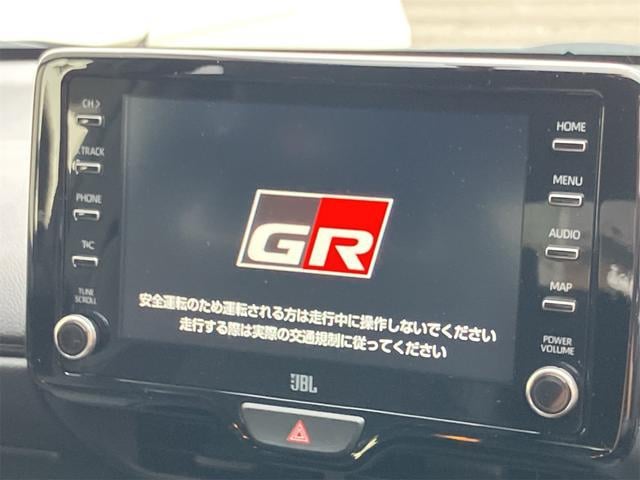 CH >
TRACK
PHONE
T·C
TUNE
SCROLL
HOME
MENU
AUDIO
MAP
POWER
VOLUME
GR
安全運転のため運転される方は走行中に操作しないでください
走行する際は実際の交通規制に従ってください
JBL